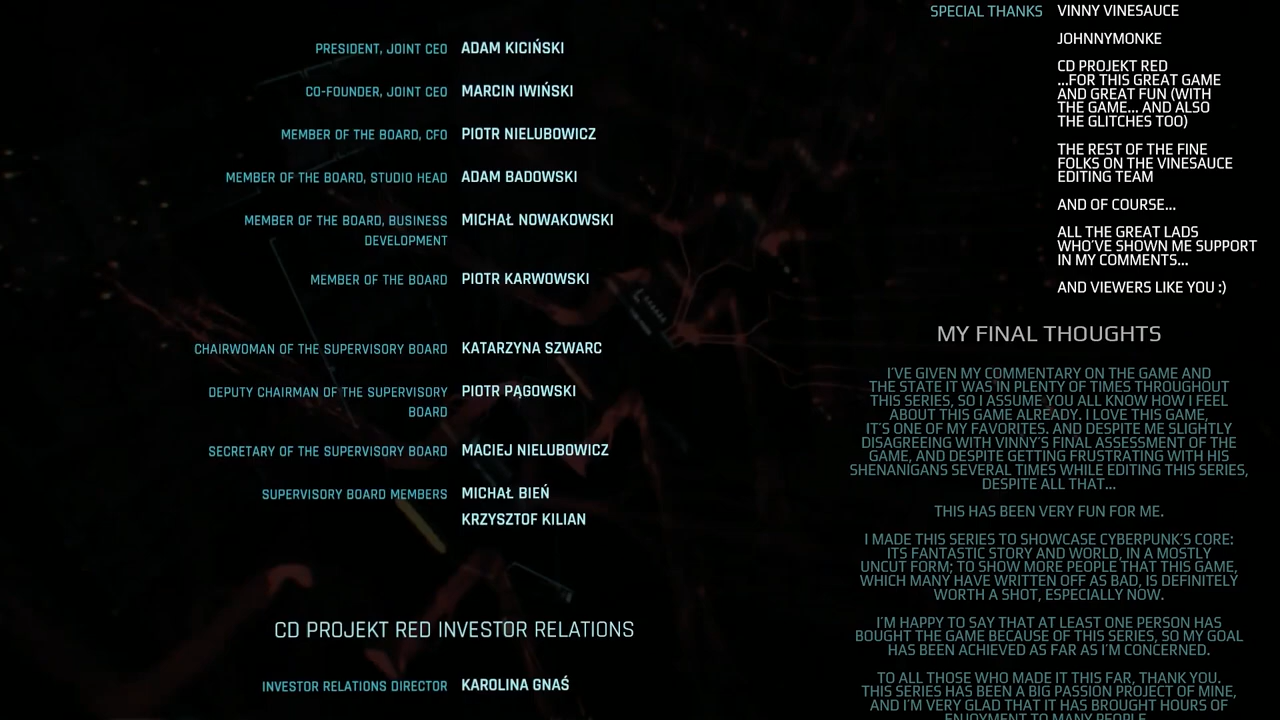 PRESIDENT, JOINT CEO ADAM KICIŃSKI
CO-FOUNDER, JOINT CEO MARCIN IWIŃSKI
MEMBER OF THE BOARD, CFO PIOTR NIELUBOWICZ
MEMBER OF THE BOARD, STUDIO HEAD ADAM BADOWSKI
MEMBER OF THE BOARD, BUSINESS MICHAŁ NOWAKOWSKI
DEVELOPMENT
MEMBER OF THE BOARD PIOTR KARWOWSKI
CHAIRWOMAN OF THE SUPERVISORY BOARD KATARZYNA SZWARC
DEPUTY CHAIRMAN OF THE SUPERVISORY PIOTR PĄGOWSKI
BOARD
SECRETARY OF THE SUPERVISORY BOARD MACIEJ NIELUBOWICZ
SUPERVISORY BOARD MEMBERS MICHAŁ BIEŃ
KRZYSZTOF KILIAN
CD PROJEKT RED INVESTOR RELATIONS
INVESTOR RELATIONS DIRECTOR KAROLINA GNAŚ
SPECIAL THANKS VINNY VINESAUCE
JOHNNYMONKE
CD PROJEKT RED
...FOR THIS GREAT GAME
AND GREAT FUN (WITH
THE GAME... AND ALSO
THE GLITCHES TOO)
THE REST OF THE FINE
FOLKS ON THE VINESAUCE
EDITING TEAM
AND OF COURSE...
ALL THE GREAT LADS
WHO'VE SHOWN ME SUPPORT
IN MY COMMENTS...
AND VIEWERS LIKE YOU :)
MY FINAL THOUGHTS
I'VE GIVEN MY COMMENTARY ON THE GAME AND
THE STATE IT WAS IN PLENTY OF TIMES THROUGHOUT
THIS SERIES, SO I ASSUME YOU ALL KNOW HOW I FEEL
ABOUT THIS GAME ALREADY. I LOVE THIS GAME,
IT'S ONE OF MY FAVORITES. AND DESPITE ME SLIGHTLY
DISAGREEING WITH VINNY'S FINAL ASSESSMENT OF THE
GAME, AND DESPITE GETTING FRUSTRATING WITH HIS
SHENANIGANS SEVERAL TIMES WHILE EDITING THIS SERIES,
DESPITE ALL THAT...
THIS HAS BEEN VERY FUN FOR ME.
I MADE THIS SERIES TO SHOWCASE CYBERPUNK'S CORE:
ITS FANTASTIC STORY AND WORLD, IN A MOSTLY
UNCUT FORM; TO SHOW MORE PEOPLE THAT THIS GAME,
WHICH MANY HAVE WRITTEN OFF AS BAD, IS DEFINITELY
WORTH A SHOT, ESPECIALLY NOW.
I'M HAPPY TO SAY THAT AT LEAST ONE PERSON HAS
BOUGHT THE GAME BECAUSE OF THIS SERIES, SO MY GOAL
HAS BEEN ACHIEVED AS FAR AS I'M CONCERNED.
TO ALL THOSE WHO MADE IT THIS FAR, THANK YOU.
THIS SERIES HAS BEEN A BIG PASSION PROJECT OF MINE,
AND I'M VERY GLAD THAT IT HAS BROUGHT HOURS OF
ENJOYMENT TO MANY PEOPLE